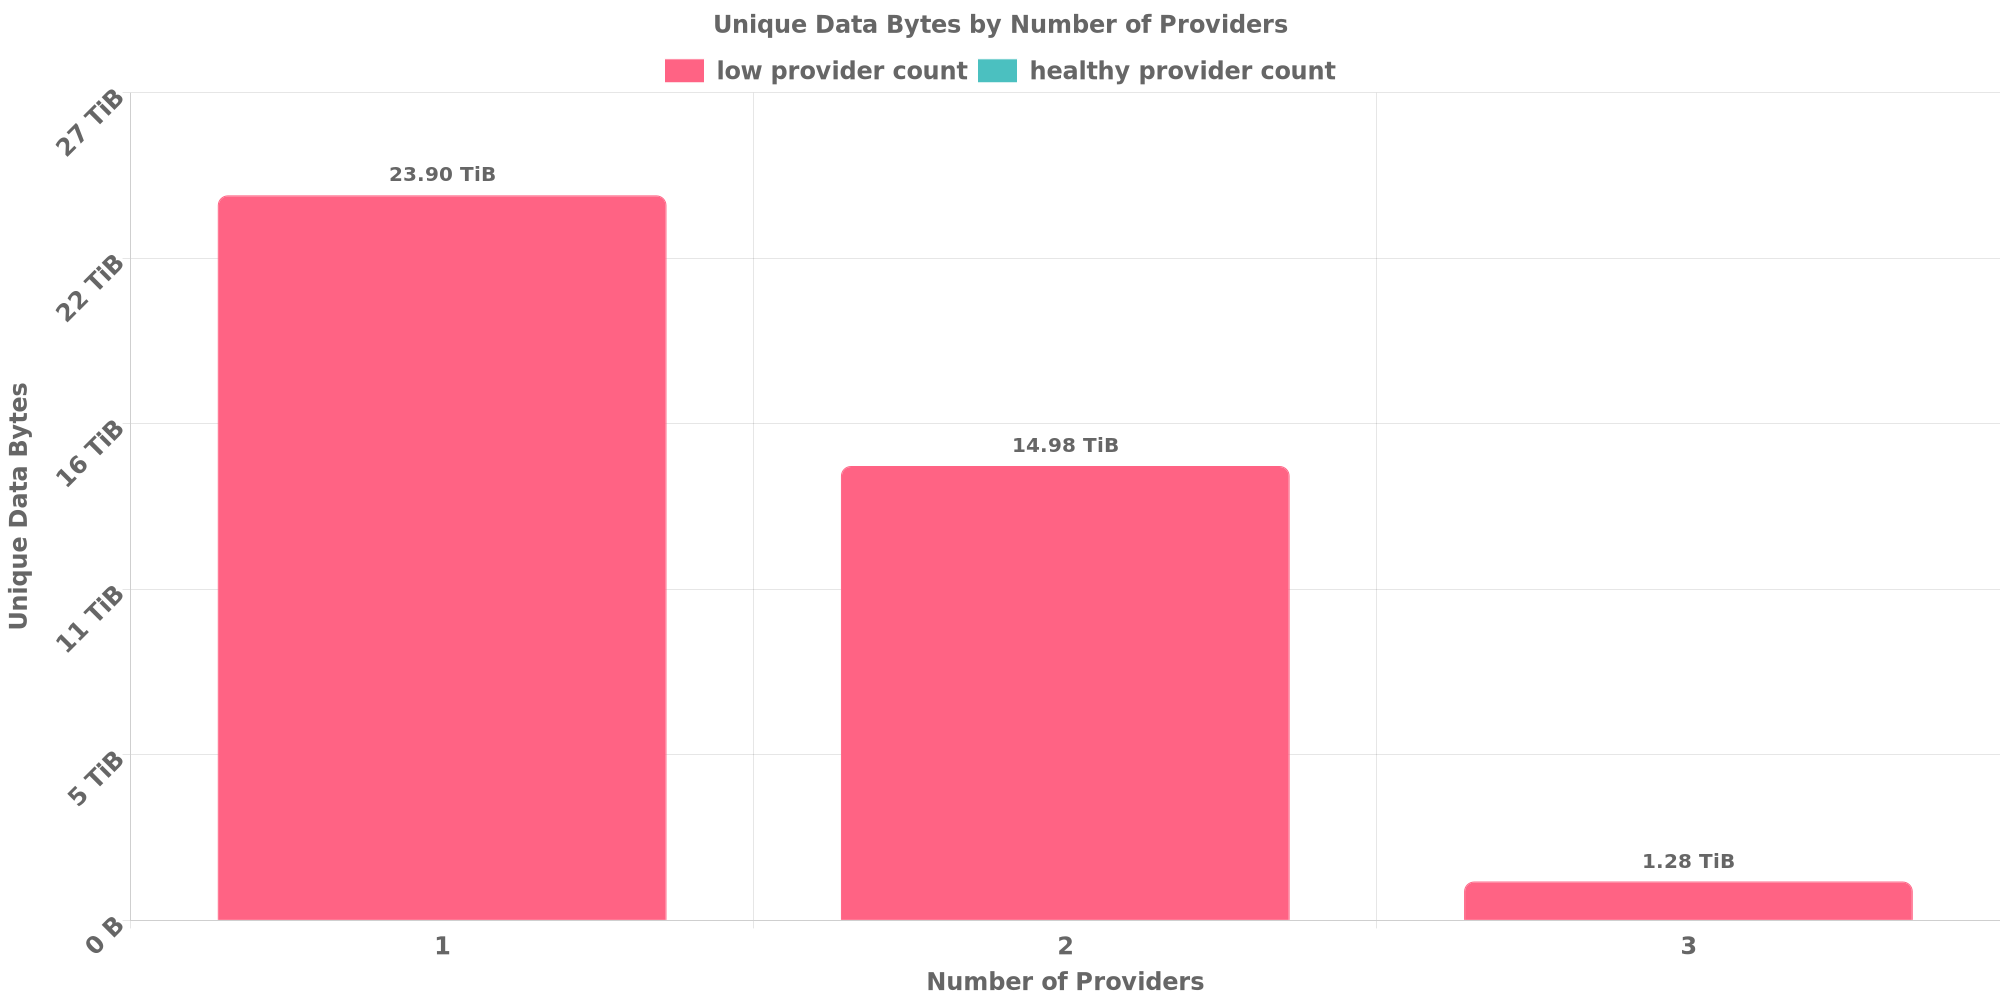 Unique Data Bytes by Number of Providers
low provider count healthy provider count
27 TiB
23.90 TiB
22 TiB
16 TiB
14.98 TiB
11 TiB
5 TiB
1.28 TiB
0 B
Unique Data Bytes
1 2 3
Number of Providers